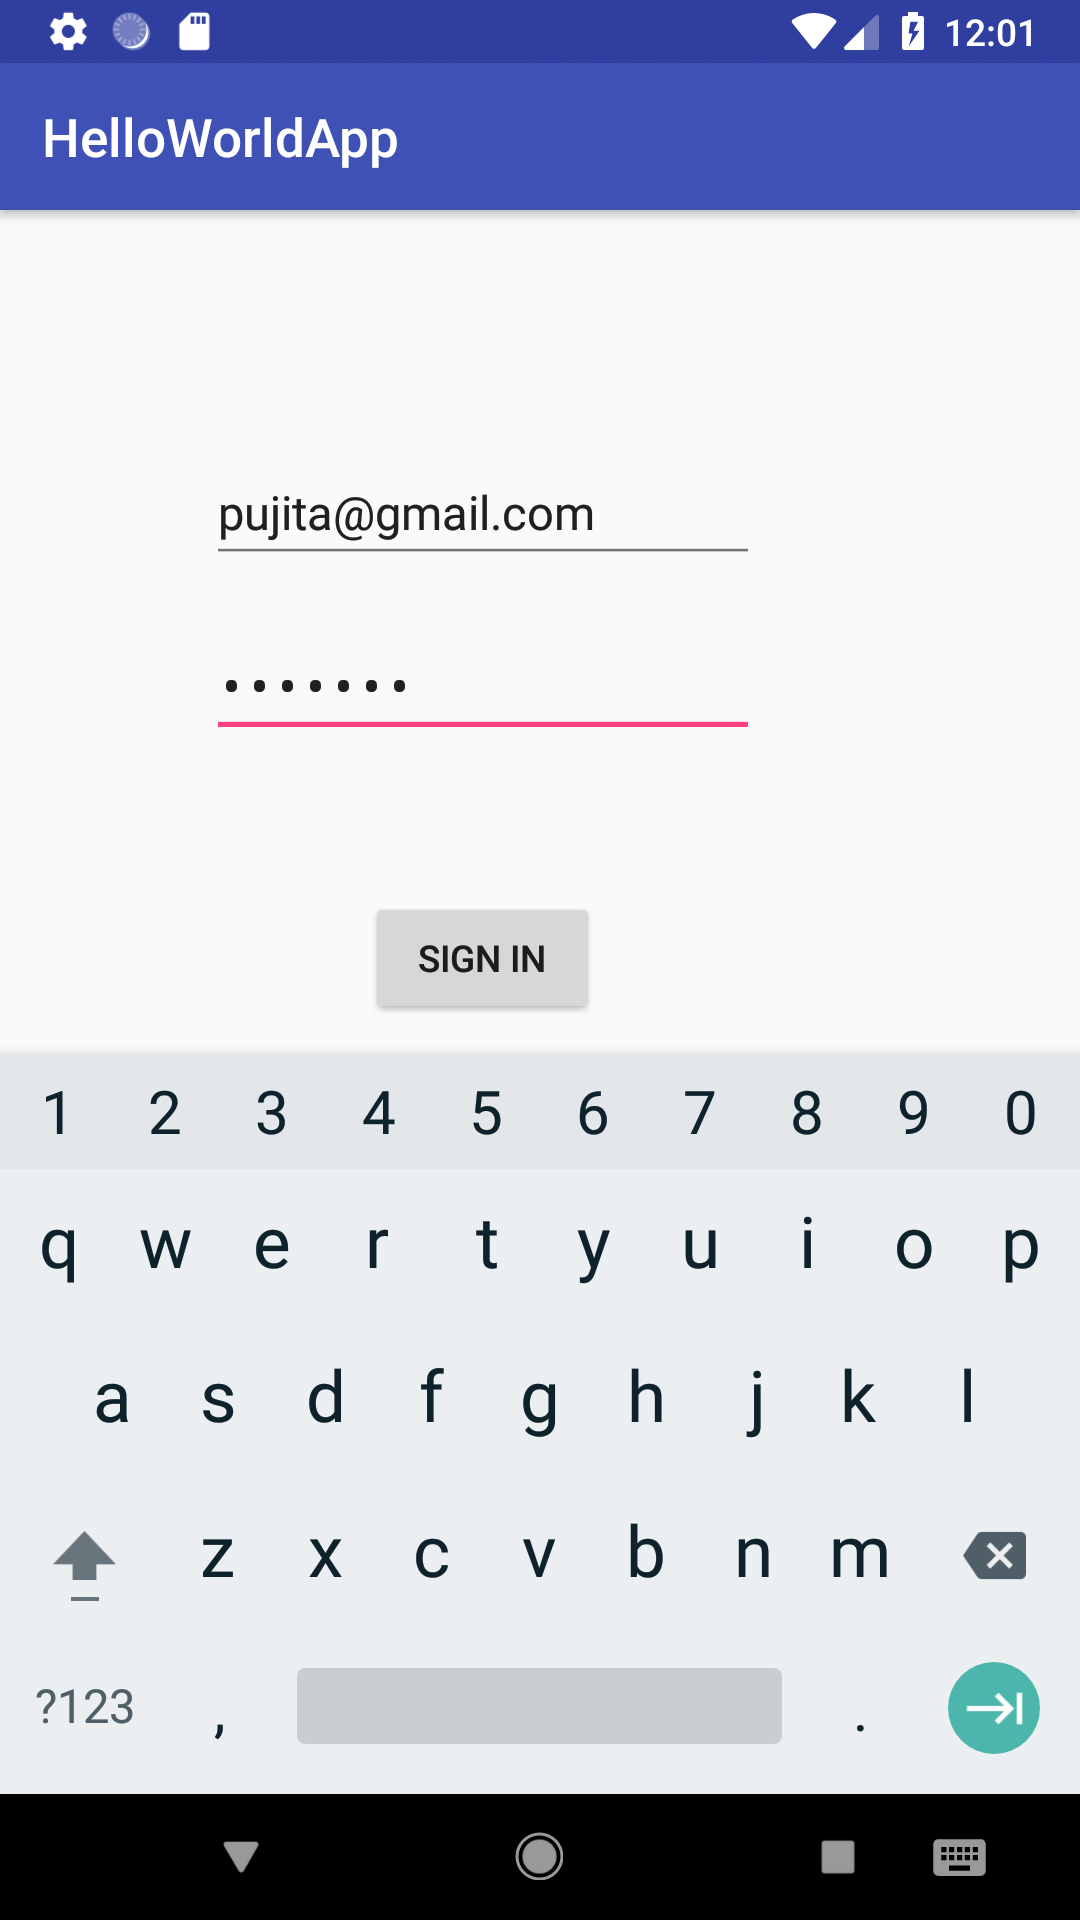 12:01
HelloWorldApp
pujita@gmail.com
•••••••
SIGN IN
1 2 3 4 5 6 7 8 9 0
q w e r t y u i o p
a s d f g h j k l
z x c v b n m
?123 , .